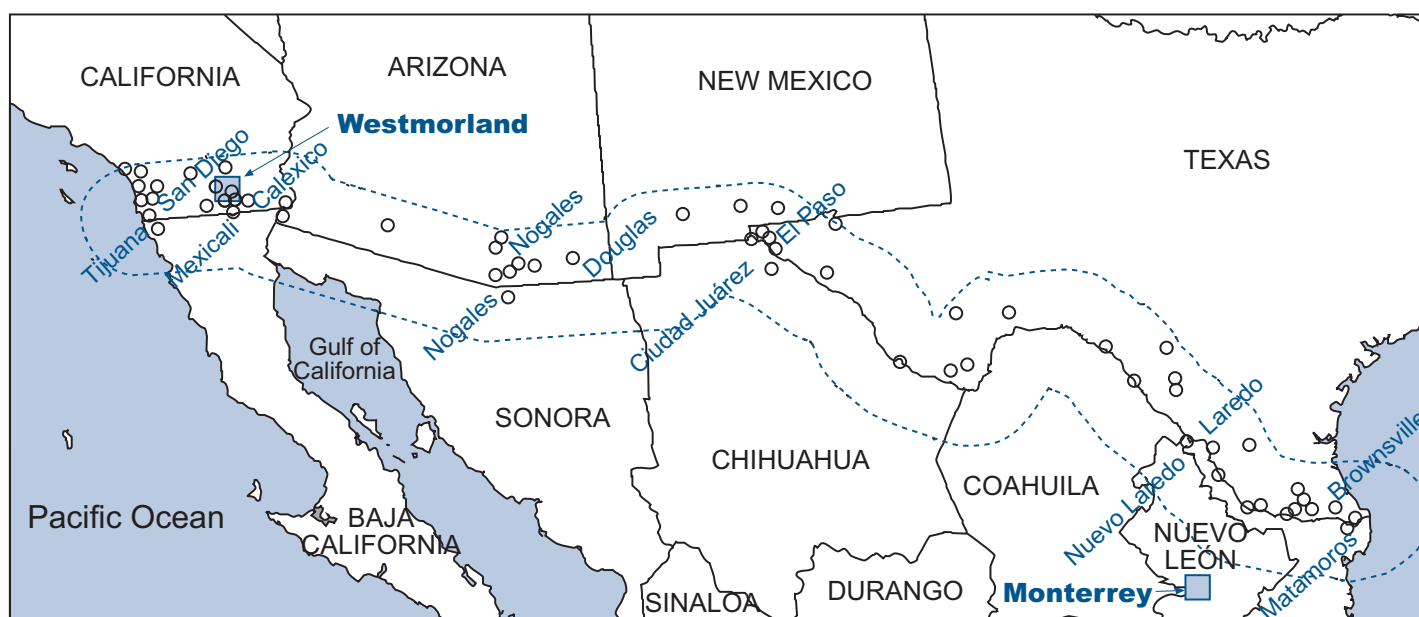 CALIFORNIA
ARIZONA
NEW MEXICO
TEXAS
Westmorland
San Diego
Calexico
Tijuana
Mexicali
Nogales
Douglas
El Paso
Nogales
Ciudad Juárez
Gulf of
California
SONORA
CHIHUAHUA
COAHUILA
Laredo
Nuevo Laredo
Brownsville
Pacific Ocean
BAJA
CALIFORNIA
NUEVO
LEÓN
Matamoros
SINALOA
DURANGO
Monterrey